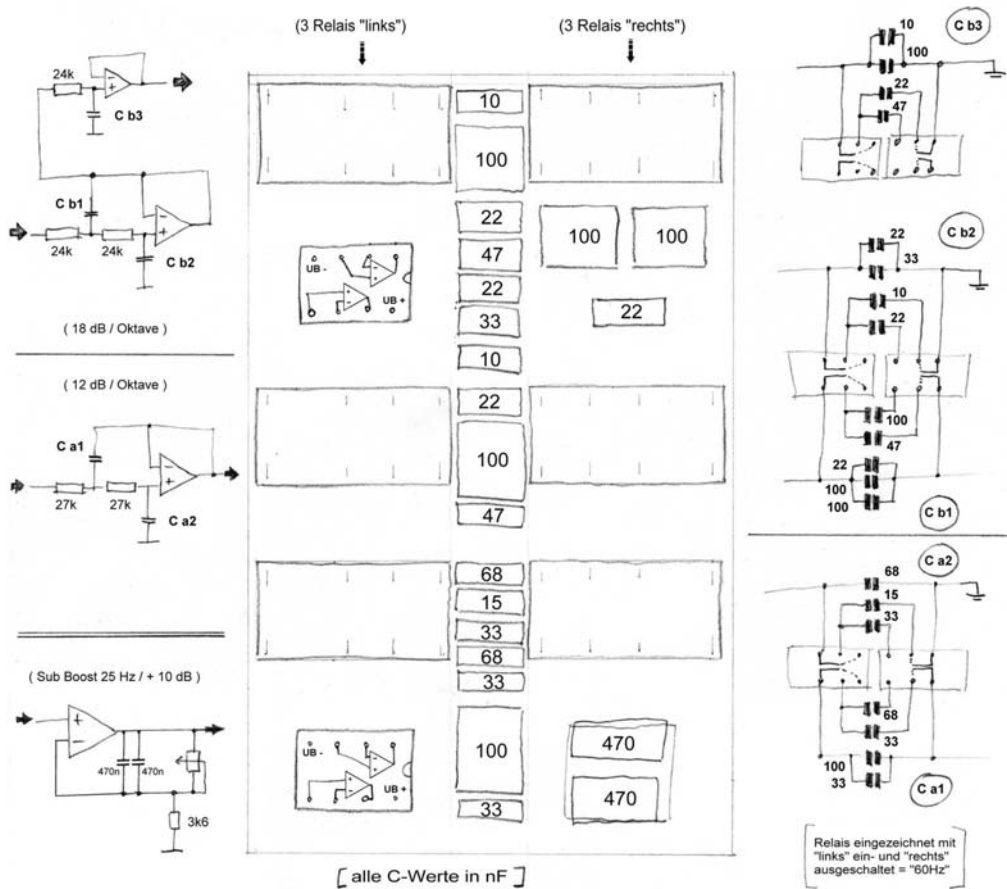 (3 Relais "links")
(3 Relais "rechts")
24k
C b3
C b1
24k
24k
C b2
( 18 dB / Oktave )
( 12 dB / Oktave )
C a1
27k
27k
C a2
( Sub Boost 25 Hz / + 10 dB )
470n
470n
3k6
10
100
22
47
22
33
10
22
100
47
68
15
33
68
33
100
33
100
100
22
UB -
UB +
UB -
UB +
470
470
[ alle C-Werte in nF ]
10
C b3
100
22
47
22
C b2
33
10
22
100
47
22
100
100
C b1
68
C a2
15
33
68
33
100
33
C a1
Relais eingezeichnet mit
"links" ein- und "rechts"
ausgeschaltet = "60Hz"